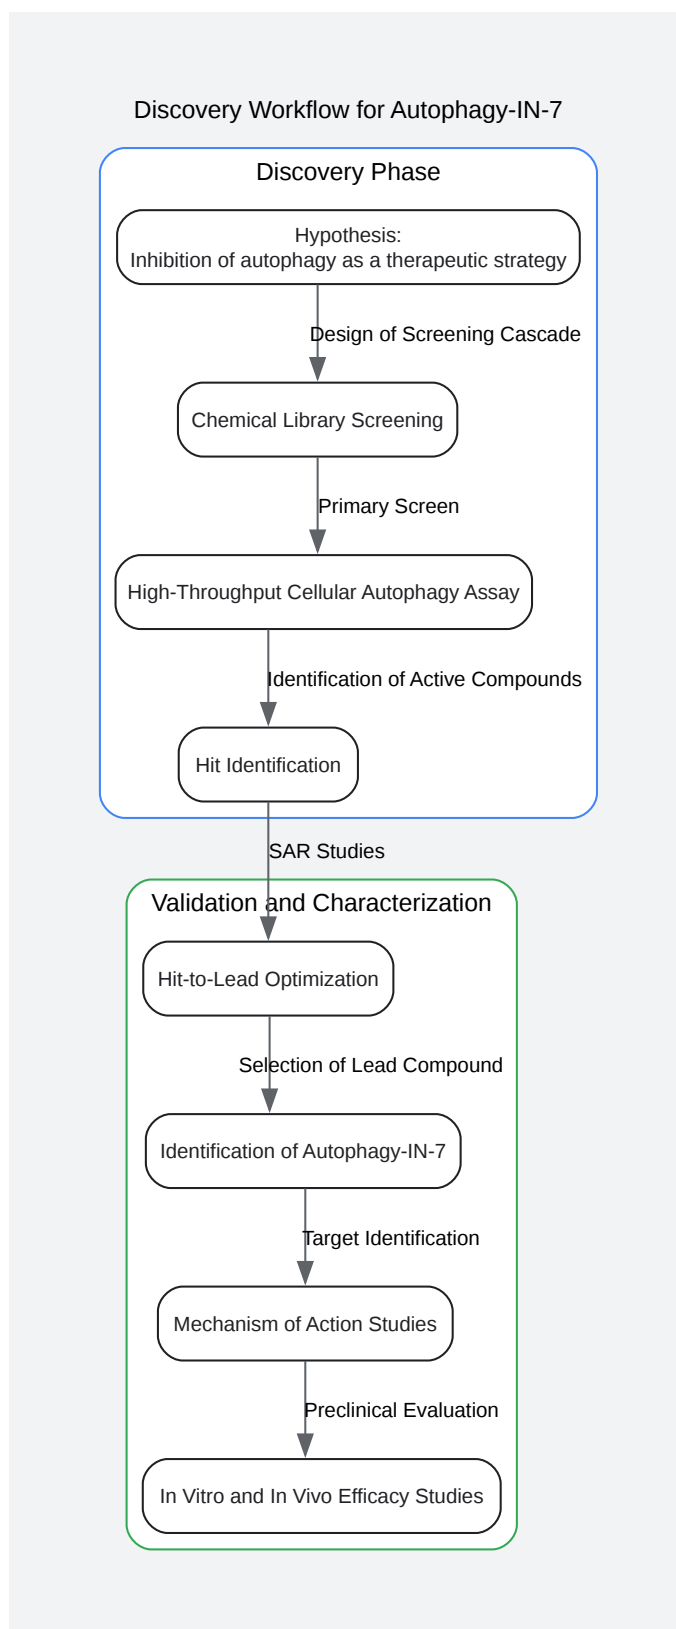 Discovery Workflow for Autophagy-IN-7
Discovery Phase
Hypothesis:
Inhibition of autophagy as a therapeutic strategy
Design of Screening Cascade
Chemical Library Screening
Primary Screen
High-Throughput Cellular Autophagy Assay
Identification of Active Compounds
Hit Identification
SAR Studies
Validation and Characterization
Hit-to-Lead Optimization
Selection of Lead Compound
Identification of Autophagy-IN-7
Target Identification
Mechanism of Action Studies
Preclinical Evaluation
In Vitro and In Vivo Efficacy Studies